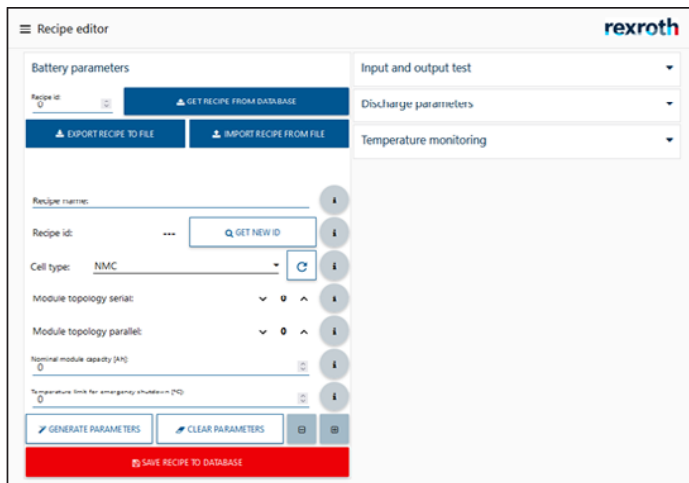 Recipe editor
rexroth
Battery parameters
Recipe id:
0
GET RECIPE FROM DATABASE
EXPORT RECIPE TO FILE
IMPORT RECIPE FROM FILE
Recipe name:
i
Recipe id:
---
GET NEW ID
i
Cell type:
NMC
i
Module topology serial:
0
i
Module topology parallel:
0
i
Nominal module capacity [Ah]:
0
i
Temperature limit for emergency shutdown [°C]:
0
i
GENERATE PARAMETERS
CLEAR PARAMETERS
SAVE RECIPE TO DATABASE
Input and output test
Discharge parameters
Temperature monitoring